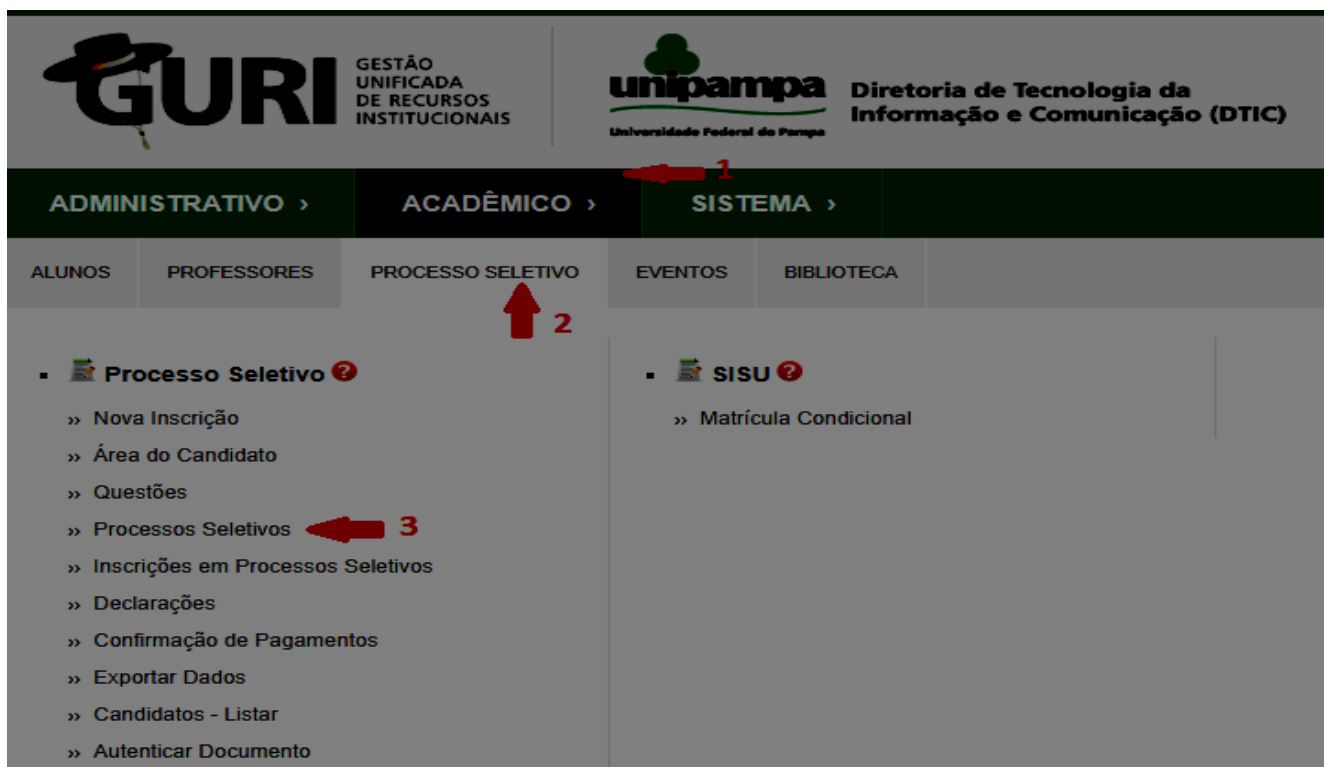 GURI
GESTÃO
UNIFICADA
DE RECURSOS
INSTITUCIONAIS
unipampa
Universidade Federal do Pampa
Diretoria de Tecnologia da
Informação e Comunicação (DTIC)
1
ADMINISTRATIVO › ACADÊMICO › SISTEMA ›
ALUNOS PROFESSORES PROCESSO SELETIVO EVENTOS BIBLIOTECA
2
▪ Processo Seletivo ?
» Nova Inscrição
» Área do Candidato
» Questões
» Processos Seletivos 3
» Inscrições em Processos Seletivos
» Declarações
» Confirmação de Pagamentos
» Exportar Dados
» Candidatos - Listar
» Autenticar Documento
▪ SISU ?
» Matrícula Condicional